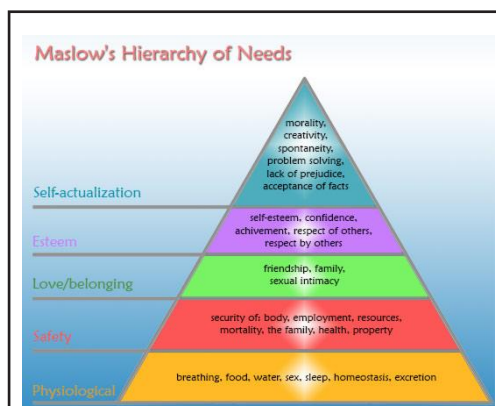 Maslow's Hierarchy of Needs
morality,
creativity,
spontaneity,
problem solving,
lack of prejudice,
acceptance of facts
Self-actualization
self-esteem, confidence,
achivement, respect of others,
respect by others
Esteem
friendship, family,
sexual intimacy
Love/belonging
security of: body, employment, resources,
mortality, the family, health, property
Safety
breathing, food, water, sex, sleep, homeostasis, excretion
Physiological